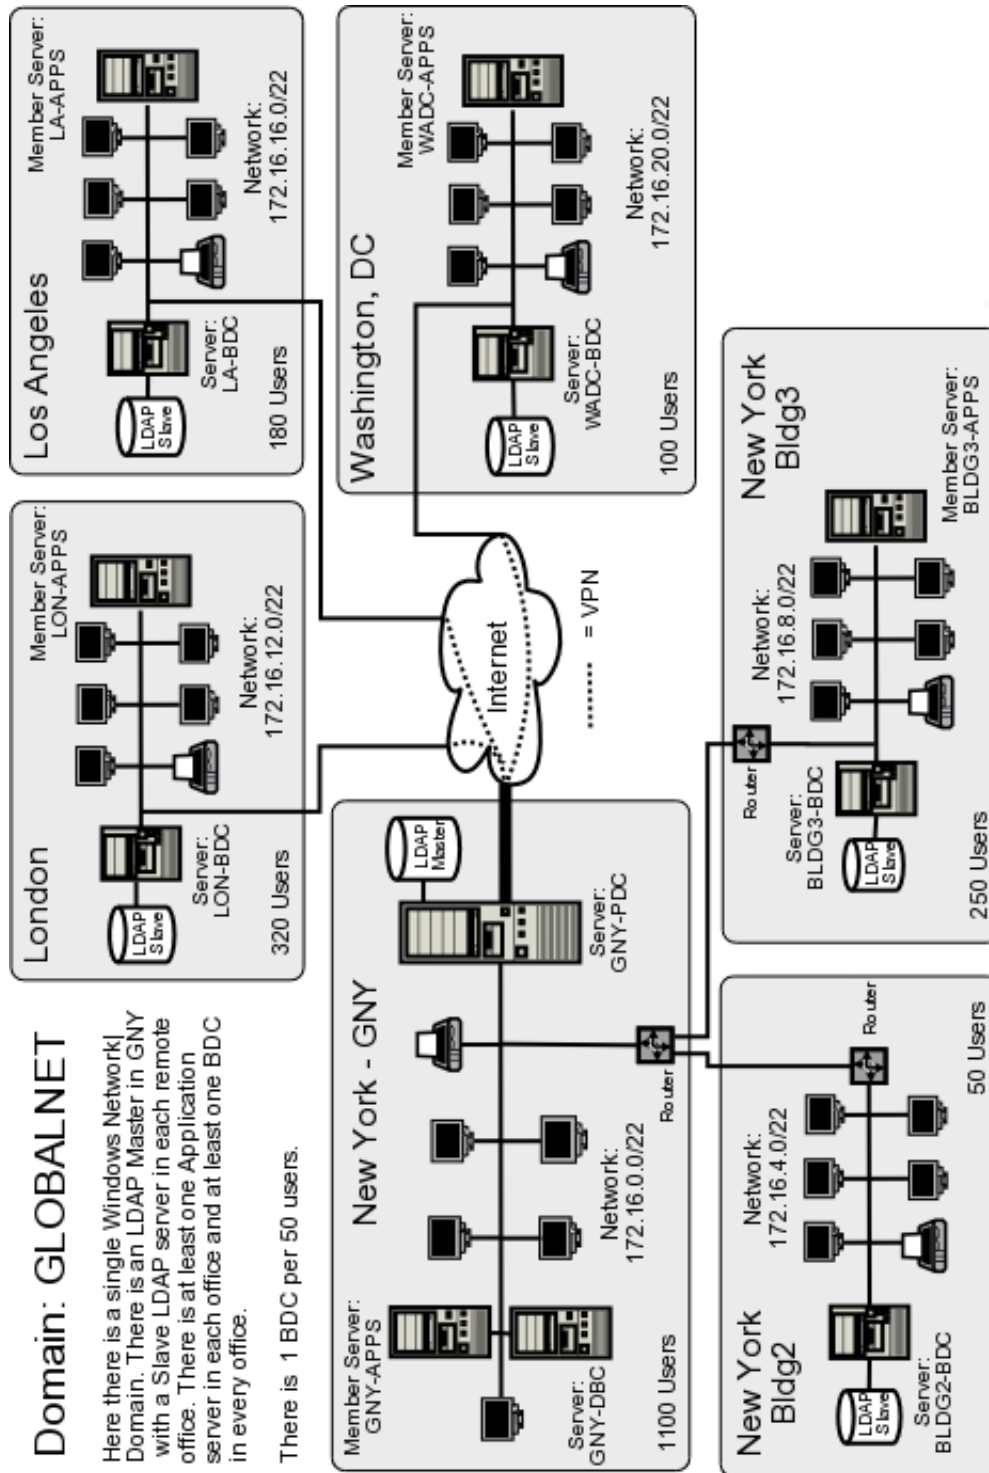 Domain: GLOBALNET
Here there is a single Windows Network|
Domain. There is an LDAP Master in GNY
with a Slave LDAP server in each remote
office. There is at least one Application
server in each office and at least one BDC
in every office.
There is 1 BDC per 50 users.
London
Member Server:
LON-APPS
LDAP
Slave
Server:
LON-BDC
Network:
172.16.12.0/22
320 Users
Los Angeles
Member Server:
LA-APPS
LDAP
Slave
Server:
LA-BDC
Network:
172.16.16.0/22
180 Users
New York - GNY
Member Server:
GNY-APPS
Server:
GNY-DBC
Network:
172.16.0.0/22
LDAP
Master
Server:
GNY-PDC
Router
1100 Users
Internet
= VPN
Washington, DC
Member Server:
WADC-APPS
LDAP
Slave
Server:
WADC-BDC
Network:
172.16.20.0/22
100 Users
New York
Bldg2
Network:
172.16.4.0/22
Router
LDAP
Slave
Server:
BLDG2-BDC
50 Users
New York
Bldg3
Router
Network:
172.16.8.0/22
Server:
BLDG3-BDC
LDAP
Slave
Member Server:
BLDG3-APPS
250 Users